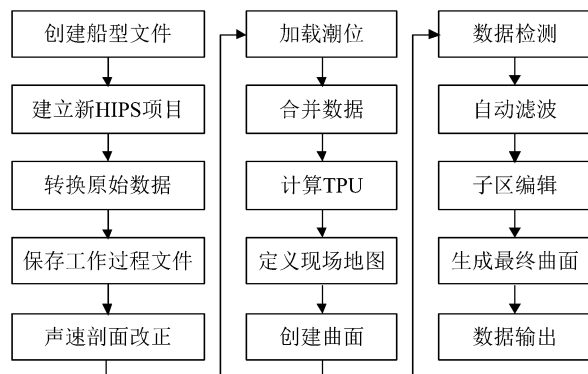 创建船型文件
建立新HIPS项目
转换原始数据
保存工作过程文件
声速剖面改正
加载潮位
合并数据
计算TPU
定义现场地图
创建曲面
数据检测
自动滤波
子区编辑
生成最终曲面
数据输出